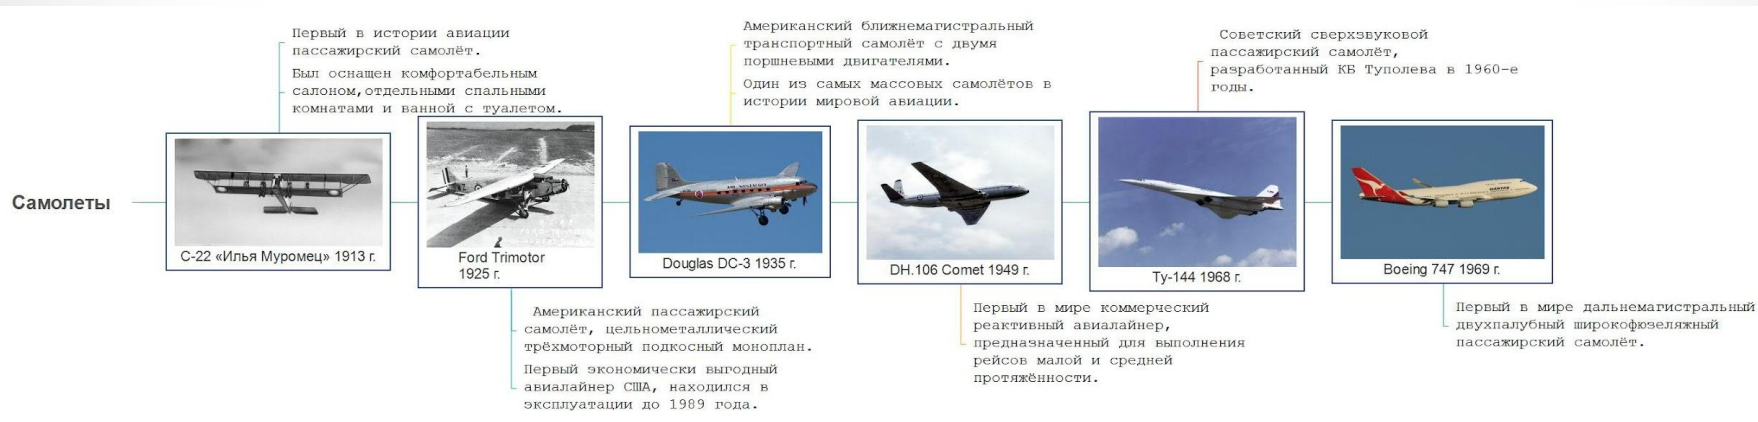 Самолеты
Первый в истории авиации
пассажирский самолёт.
Был оснащен комфортабельным
салоном,отдельными спальными
комнатами и ванной с туалетом.
С-22 «Илья Муромец» 1913 г.
Ford Trimotor
1925 г.
Американский пассажирский
самолёт, цельнометаллический
трёхмоторный подкосный моноплан.
Первый экономически выгодный
авиалайнер США, находился в
эксплуатации до 1989 года.
Американский ближнемагистральный
транспортный самолёт с двумя
поршневыми двигателями.
Один из самых массовых самолётов в
истории мировой авиации.
Douglas DC-3 1935 г.
DH.106 Comet 1949 г.
Первый в мире коммерческий
реактивный авиалайнер,
предназначенный для выполнения
рейсов малой и средней
протяжённости.
Советский сверхзвуковой
пассажирский самолёт,
разработанный КБ Туполева в 1960-е
годы.
Ту-144 1968 г.
Boeing 747 1969 г.
Первый в мире дальнемагистральный
двухпалубный широкофюзеляжный
пассажирский самолёт.